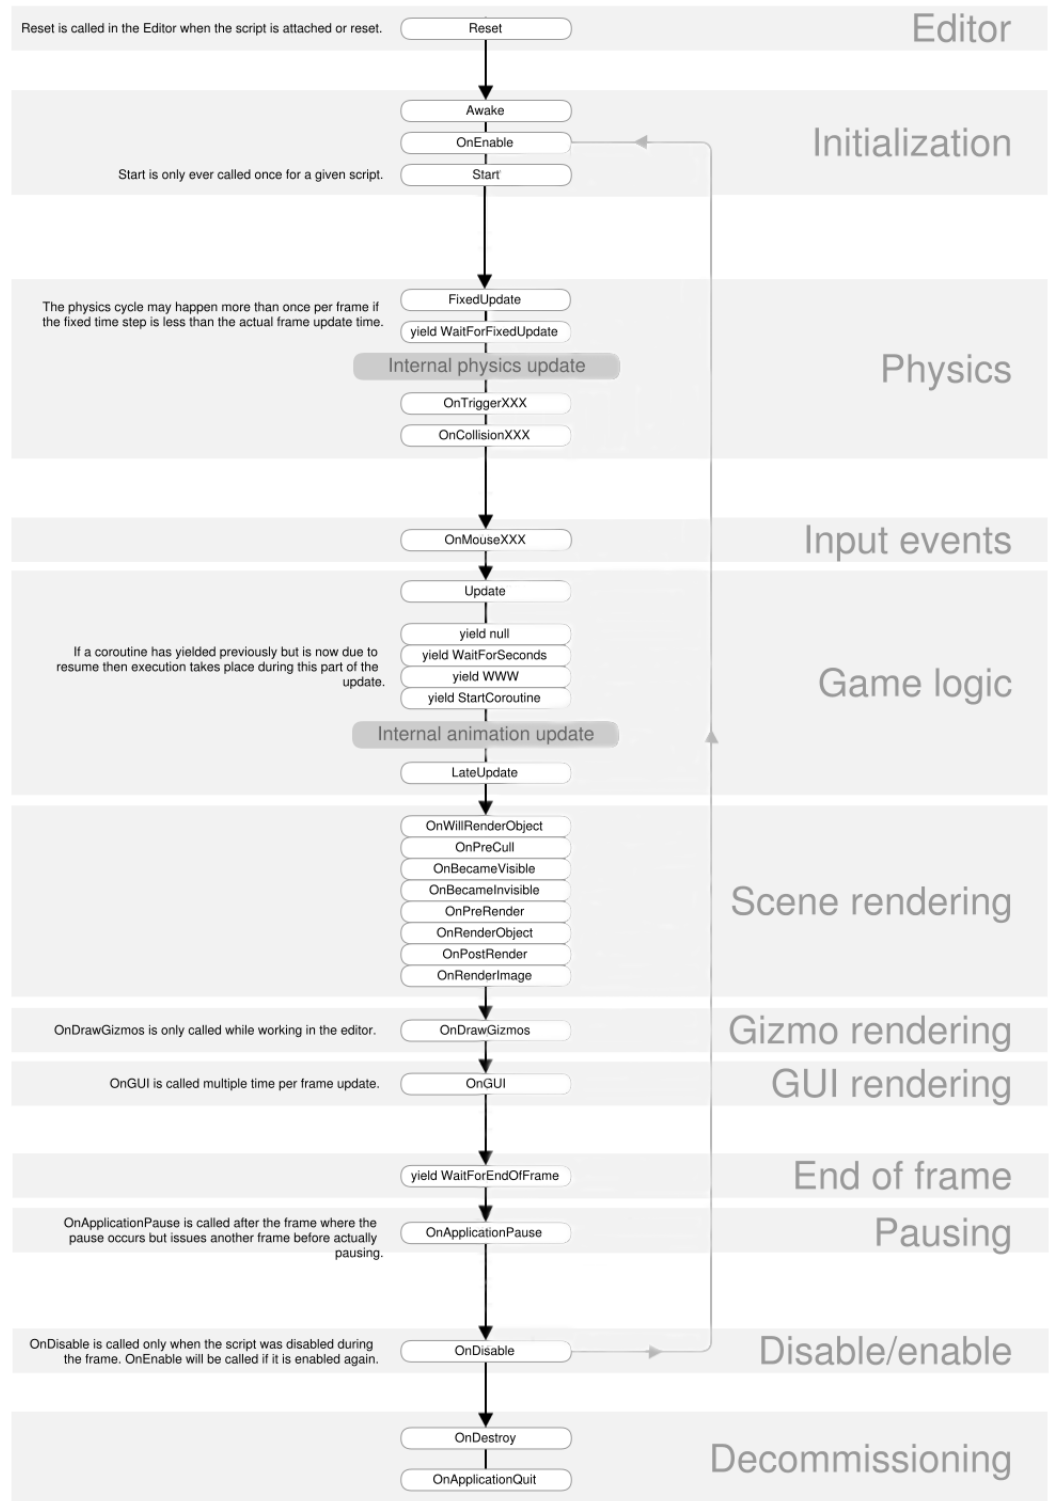 Reset is called in the Editor when the script is attached or reset.
Reset
Editor
Awake
OnEnable
Initialization
Start is only ever called once for a given script.
Start
The physics cycle may happen more than once per frame if
the fixed time step is less than the actual frame update time.
FixedUpdate
yield WaitForFixedUpdate
Internal physics update
Physics
OnTriggerXXX
OnCollisionXXX
OnMouseXXX
Input events
Update
yield null
If a coroutine has yielded previously but is now due to
resume then execution takes place during this part of the
update.
yield WaitForSeconds
yield WWW
yield StartCoroutine
Game logic
Internal animation update
LateUpdate
OnWillRenderObject
OnPreCull
OnBecameVisible
OnBecameInvisible
Scene rendering
OnPreRender
OnRenderObject
OnPostRender
OnRenderImage
OnDrawGizmos is only called while working in the editor.
OnDrawGizmos
Gizmo rendering
OnGUI is called multiple time per frame update.
OnGUI
GUI rendering
yield WaitForEndOfFrame
End of frame
OnApplicationPause is called after the frame where the
pause occurs but issues another frame before actually
pausing.
OnApplicationPause
Pausing
OnDisable is called only when the script was disabled during
the frame. OnEnable will be called if it is enabled again.
OnDisable
Disable/enable
OnDestroy
Decommissioning
OnApplicationQuit